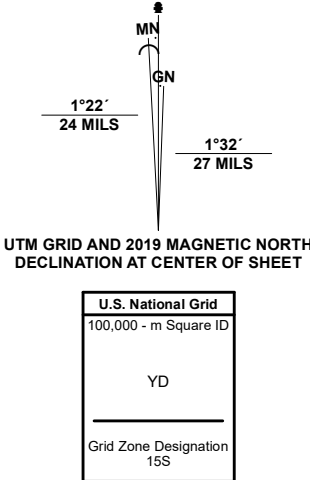 MN
GN
1°22´
24 MILS
1°32´
27 MILS
UTM GRID AND 2019 MAGNETIC NORTH
DECLINATION AT CENTER OF SHEET
U.S. National Grid
100,000 - m Square ID
YD
Grid Zone Designation
15S